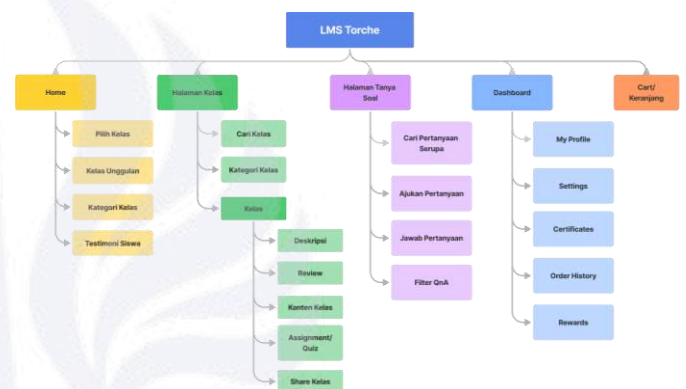 LMS Torche
Home
Halaman Kelas
Halaman Tanya
Soal
Dashboard
Cart/
Keranjang
Pilih Kelas
Kelas Unggulan
Kategori Kelas
Testimoni Siswa
Cari Kelas
Kategori Kelas
Kelas
Deskripsi
Review
Konten Kelas
Assignment/
Quiz
Share Kelas
Cari Pertanyaan
Serupa
Ajukan Pertanyaan
Jawab Pertanyaan
Filter QnA
My Profile
Settings
Certificates
Order History
Rewards